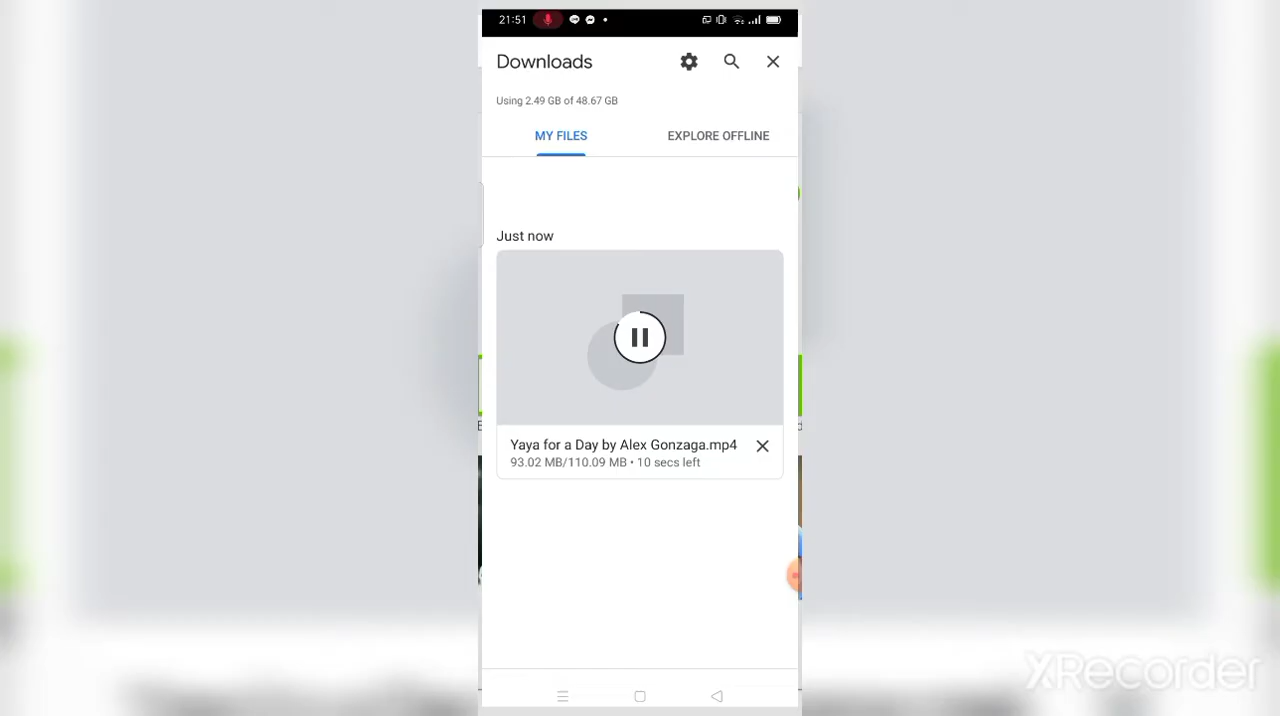 21:51
Downloads
Using 2.49 GB of 48.67 GB
MY FILES
EXPLORE OFFLINE
Just now
Yaya for a Day by Alex Gonzaga.mp4
93.02 MB/110.09 MB • 10 secs left
XRecorder